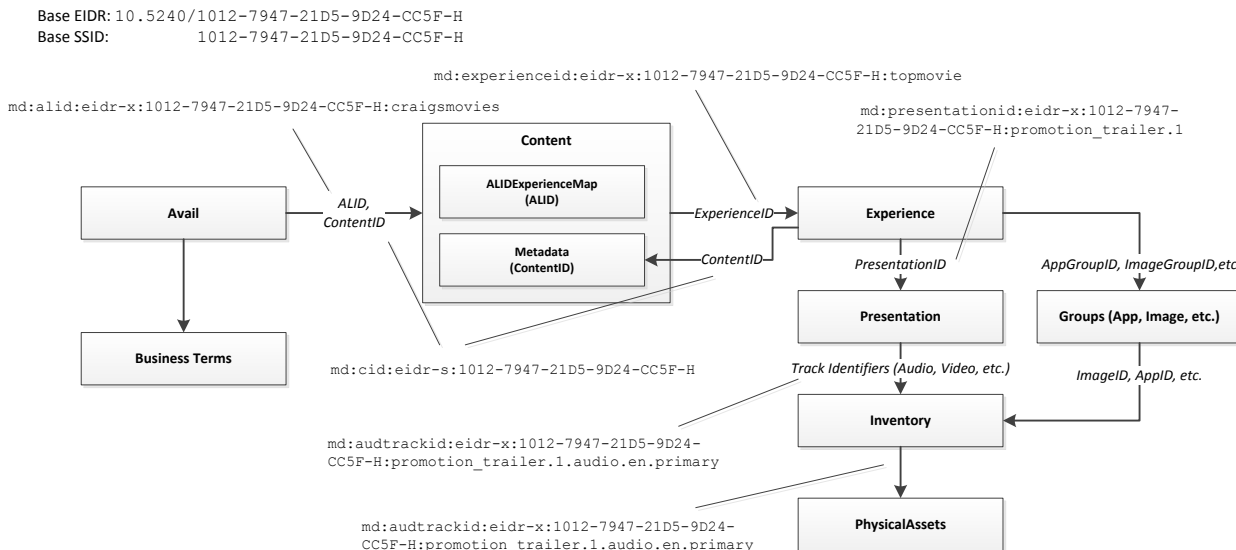 Base EIDR: 10.5240/1012-7947-21D5-9D24-CC5F-H
Base SSID: 1012-7947-21D5-9D24-CC5F-H
md:experienceid:eidr-x:1012-7947-21D5-9D24-CC5F-H:topmovie
md:alid:eidr-x:1012-7947-21D5-9D24-CC5F-H:craigsmovies
md:presentationid:eidr-x:1012-7947-
21D5-9D24-CC5F-H:promotion_trailer.1
Content
ALIDExperienceMap
(ALID)
Avail
ALID,
ContentID
ExperienceID
Experience
Metadata
(ContentID)
ContentID
PresentationID
AppGroupID, ImageGroupID,etc
Presentation
Groups (App, Image, etc.)
Business Terms
md:cid:eidr-s:1012-7947-21D5-9D24-CC5F-H
Track Identifiers (Audio, Video, etc.)
ImageID, AppID, etc.
Inventory
md:audtrackid:eidr-x:1012-7947-21D5-9D24-
CC5F-H:promotion_trailer.1.audio.en.primary
PhysicalAssets
md:audtrackid:eidr-x:1012-7947-21D5-9D24-
CC5F-H:promotion_trailer.1.audio.en.primary